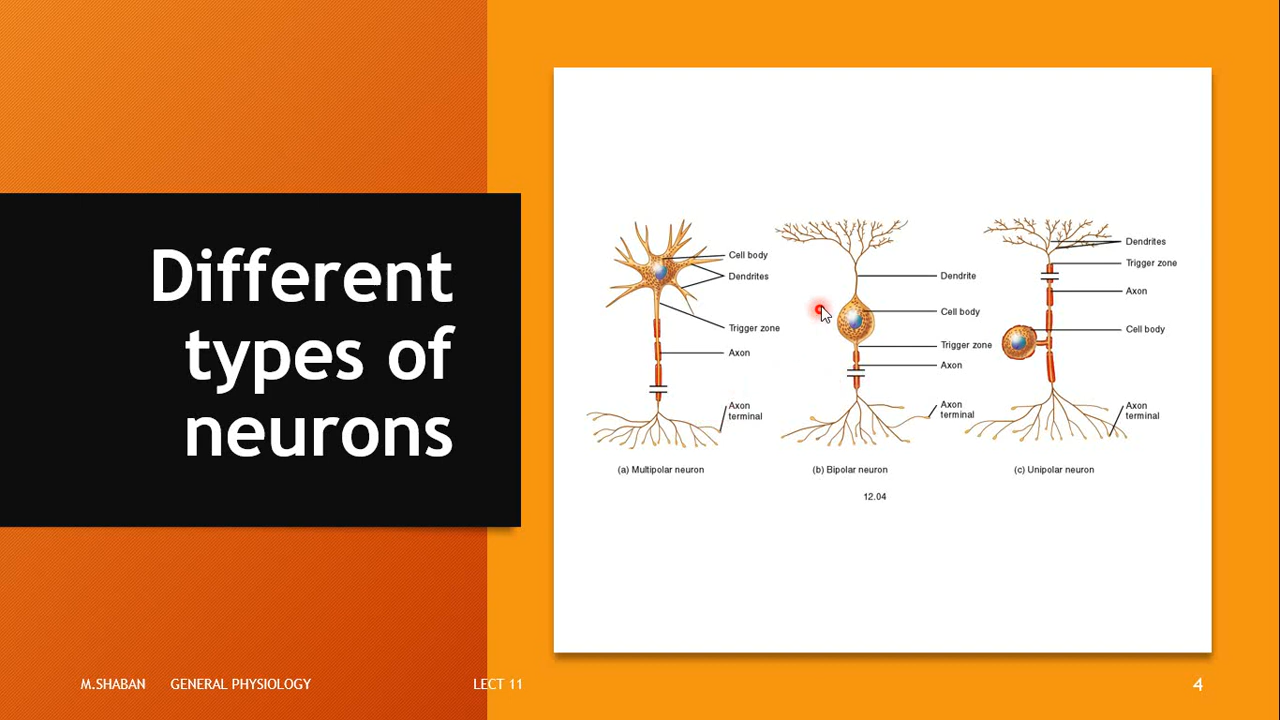 Different
types of
neurons
Cell body
Dendrites
Trigger zone
Axon
Axon
terminal
(a) Multipolar neuron
Dendrite
Cell body
Trigger zone
Axon
Axon
terminal
(b) Bipolar neuron
Dendrites
Trigger zone
Axon
Cell body
Axon
terminal
(c) Unipolar neuron
12.04
M.SHABAN GENERAL PHYSIOLOGY
LECT 11
4